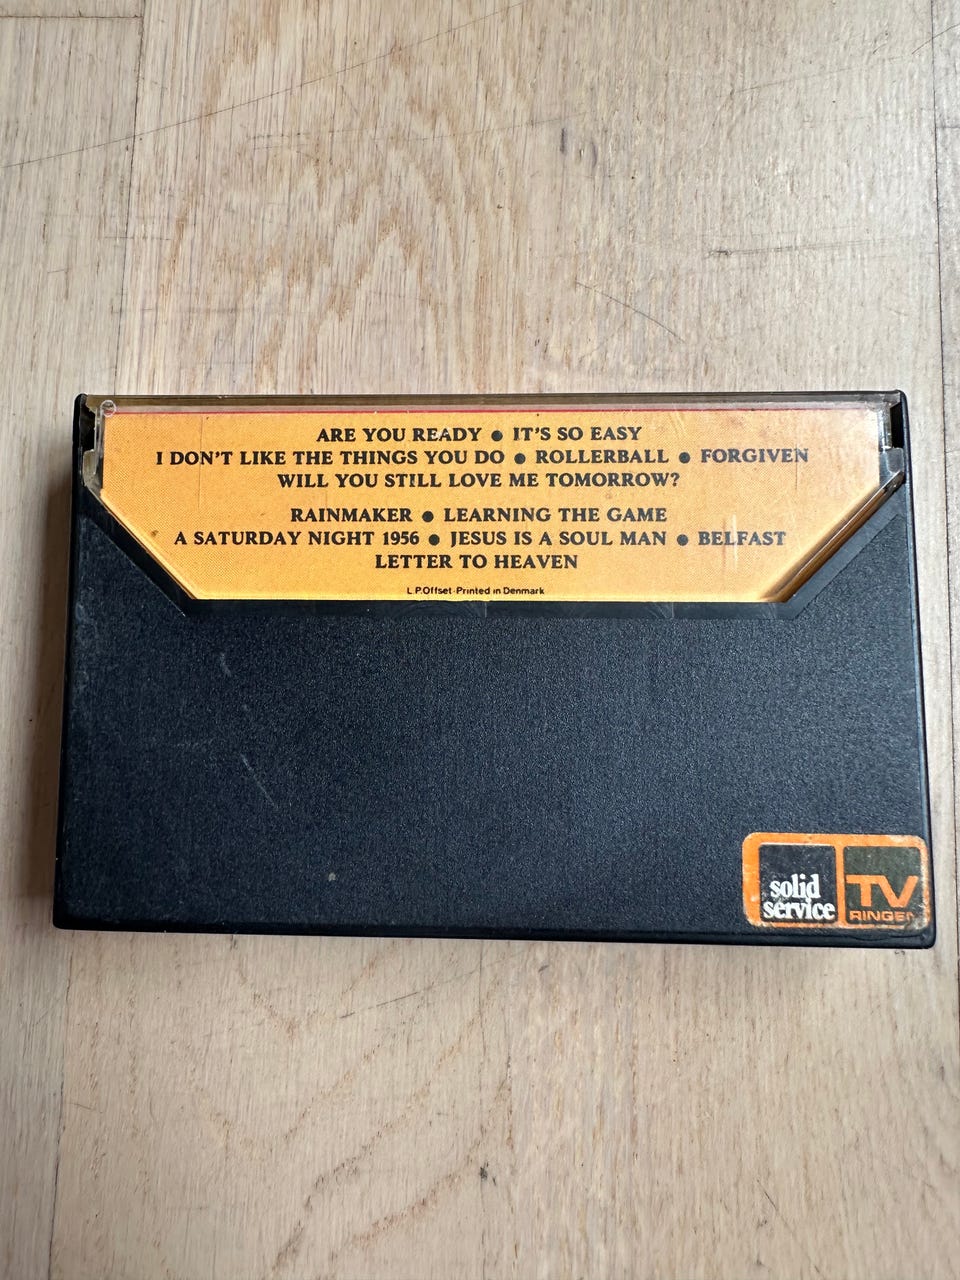 ARE YOU READY ● IT'S SO EASY
I DON'T LIKE THE THINGS YOU DO ● ROLLERBALL ● FORGIVEN
WILL YOU STILL LOVE ME TOMORROW?
RAINMAKER ● LEARNING THE GAME
A SATURDAY NIGHT 1956 ● JESUS IS A SOUL MAN ● BELFAST
LETTER TO HEAVEN
L.P. Offset · Printed in Denmark
solid
service
TV
RINGEN